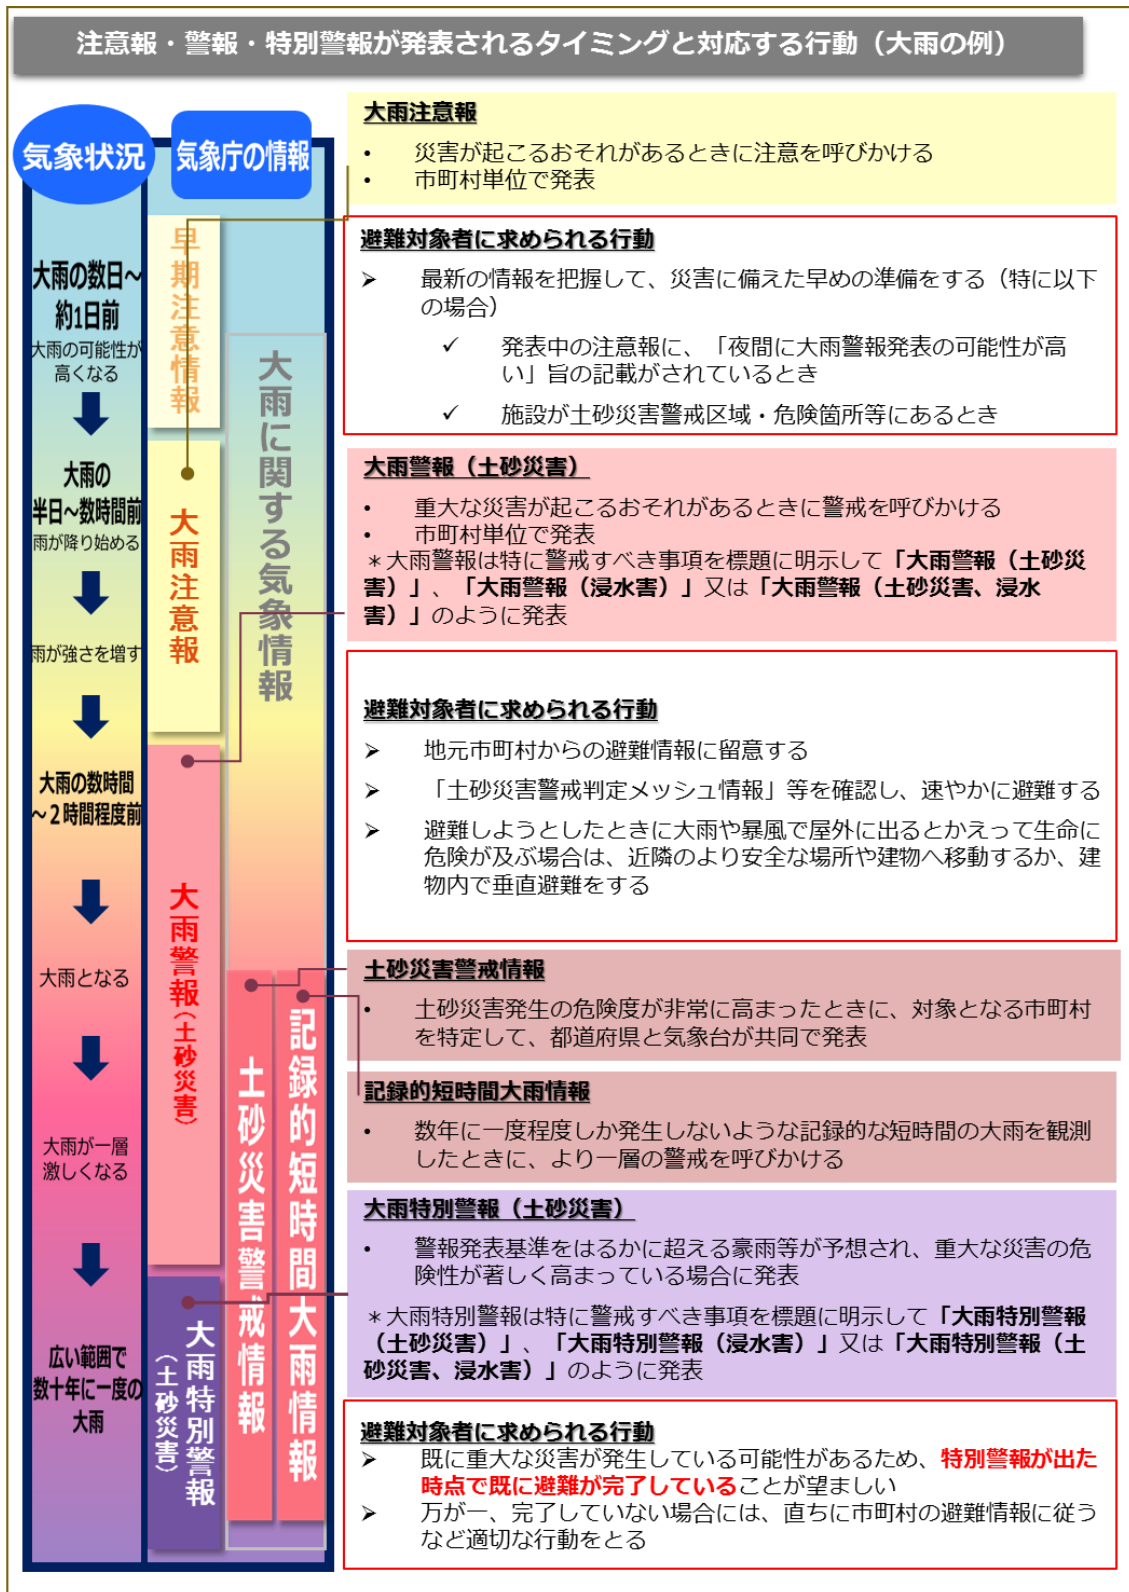 注意報・警報・特別警報が発表されるタイミングと対応する行動（大雨の例）
気象状況
大雨の数日～
約1日前
大雨の可能性が
高くなる
大雨の
半日～数時間前
雨が降り始める
雨が強さを増す
大雨の数時間
～２時間程度前
大雨となる
大雨が一層
激しくなる
広い範囲で
数十年に一度の
大雨
気象庁の情報
早期注意情報
大雨注意報
大雨警報（土砂災害）
大雨特別警報
（土砂災害）
大雨に関する気象情報
土砂災害警戒情報
記録的短時間大雨情報
大雨注意報
• 災害が起こるおそれがあるときに注意を呼びかける
• 市町村単位で発表
避難対象者に求められる行動
➢ 最新の情報を把握して、災害に備えた早めの準備をする（特に以下
の場合）
✓ 発表中の注意報に、「夜間に大雨警報発表の可能性が高
い」旨の記載がされているとき
✓ 施設が土砂災害警戒区域・危険箇所等にあるとき
大雨警報（土砂災害）
• 重大な災害が起こるおそれがあるときに警戒を呼びかける
• 市町村単位で発表
＊大雨警報は特に警戒すべき事項を標題に明示して「大雨警報（土砂災
害）」、「大雨警報（浸水害）」又は「大雨警報（土砂災害、浸水
害）」のように発表
避難対象者に求められる行動
➢ 地元市町村からの避難情報に留意する
➢ 「土砂災害警戒判定メッシュ情報」等を確認し、速やかに避難する
➢ 避難しようとしたときに大雨や暴風で屋外に出るとかえって生命に
危険が及ぶ場合は、近隣のより安全な場所や建物へ移動するか、建
物内で垂直避難をする
土砂災害警戒情報
• 土砂災害発生の危険度が非常に高まったときに、対象となる市町村
を特定して、都道府県と気象台が共同で発表
記録的短時間大雨情報
• 数年に一度程度しか発生しないような記録的な短時間の大雨を観測
したときに、より一層の警戒を呼びかける
大雨特別警報（土砂災害）
• 警報発表基準をはるかに超える豪雨等が予想され、重大な災害の危
険性が著しく高まっている場合に発表
＊大雨特別警報は特に警戒すべき事項を標題に明示して「大雨特別警報
（土砂災害）」、「大雨特別警報（浸水害）」又は「大雨特別警報（土
砂災害、浸水害）」のように発表
避難対象者に求められる行動
➢ 既に重大な災害が発生している可能性があるため、特別警報が出た
時点で既に避難が完了していることが望ましい
➢ 万が一、完了していない場合には、直ちに市町村の避難情報に従う
など適切な行動をとる